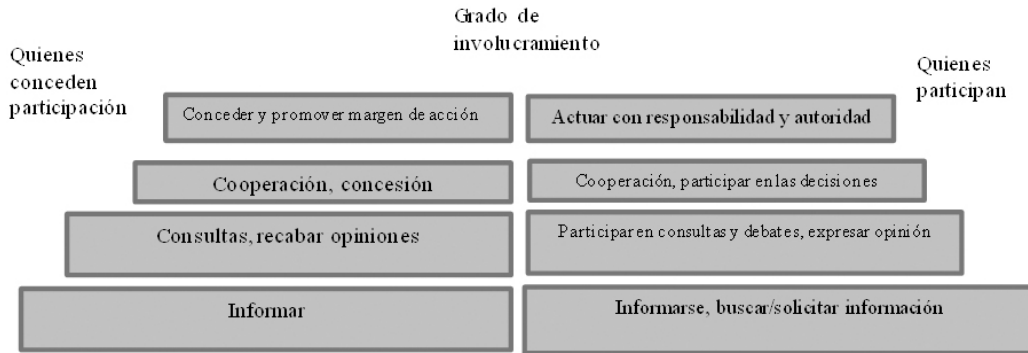 Grado de
involucramiento
Quienes
conceden
participación
Quienes
participan
Conceder y promover margen de acción
Actuar con responsabilidad y autoridad
Cooperación, concesión
Cooperación, participar en las decisiones
Consultas, recabar opiniones
Participar en consultas y debates, expresar opinión
Informar
Informarse, buscar/solicitar información